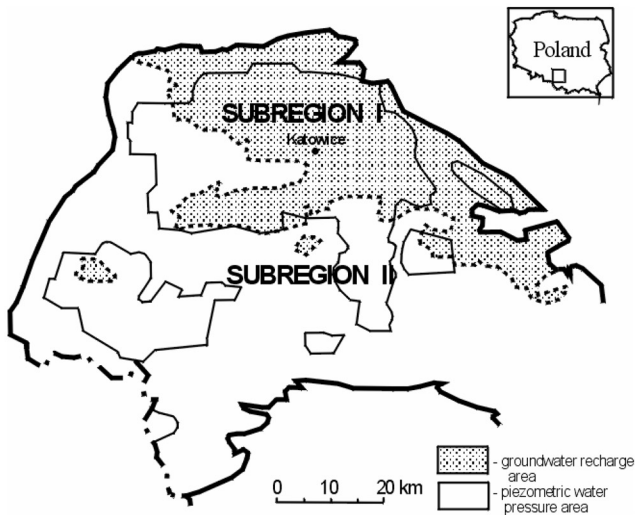 Poland
SUBREGION I
Katowice
SUBREGION II
0 10 20 km
- groundwater recharge
area
- piezometric water
pressure area